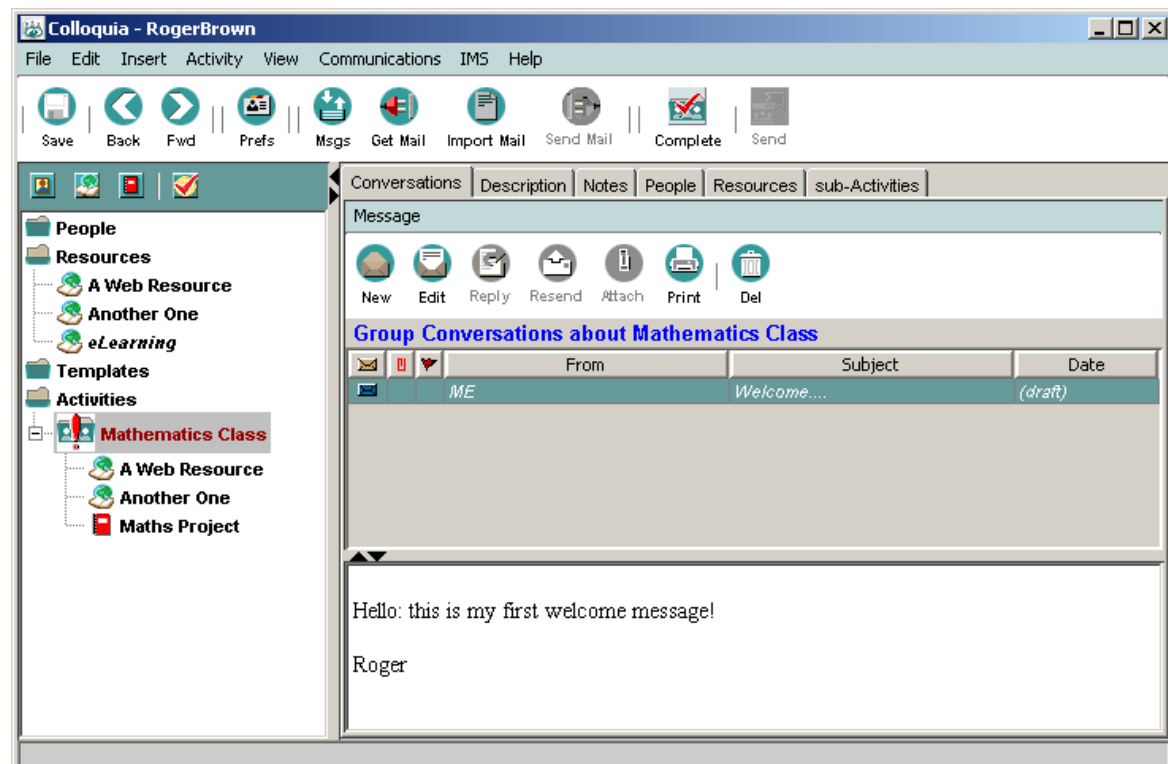 Colloquia - RogerBrown
File Edit Insert Activity View Communications IMS Help
Save Back Fwd Prefs Msgs Get Mail Import Mail Send Mail Complete Send
Conversations Description Notes People Resources sub-Activities
Message
New Edit Reply Resend Attach Print Del
Group Conversations about Mathematics Class
From Subject Date
ME Welcome.... (draft)
Hello: this is my first welcome message!
Roger
People
Resources
A Web Resource
Another One
eLearning
Templates
Activities
Mathematics Class
A Web Resource
Another One
Maths Project